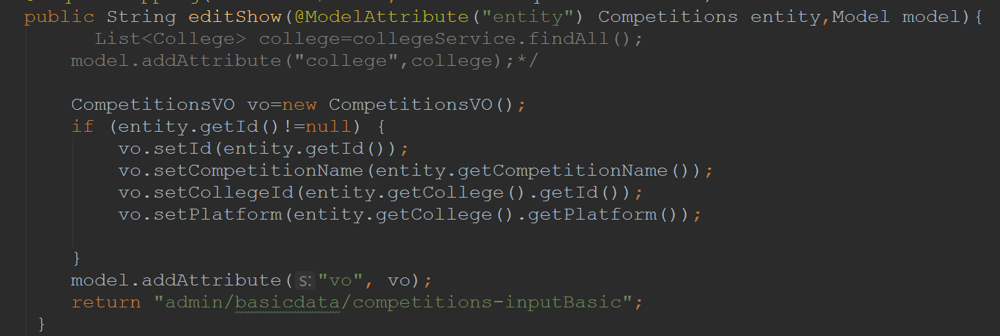 public String editShow(@ModelAttribute("entity") Competitions entity,Model model){
List<College> college=collegeService.findAll();
model.addAttribute("college",college);*/
CompetitionsVO vo=new CompetitionsVO();
if (entity.getId()!=null) {
vo.setId(entity.getId());
vo.setCompetitionName(entity.getCompetitionName());
vo.setCollegeId(entity.getCollege().getId());
vo.setPlatform(entity.getCollege().getPlatform());
}
model.addAttribute( s: "vo", vo);
return "admin/basicdata/competitions-inputBasic";
}